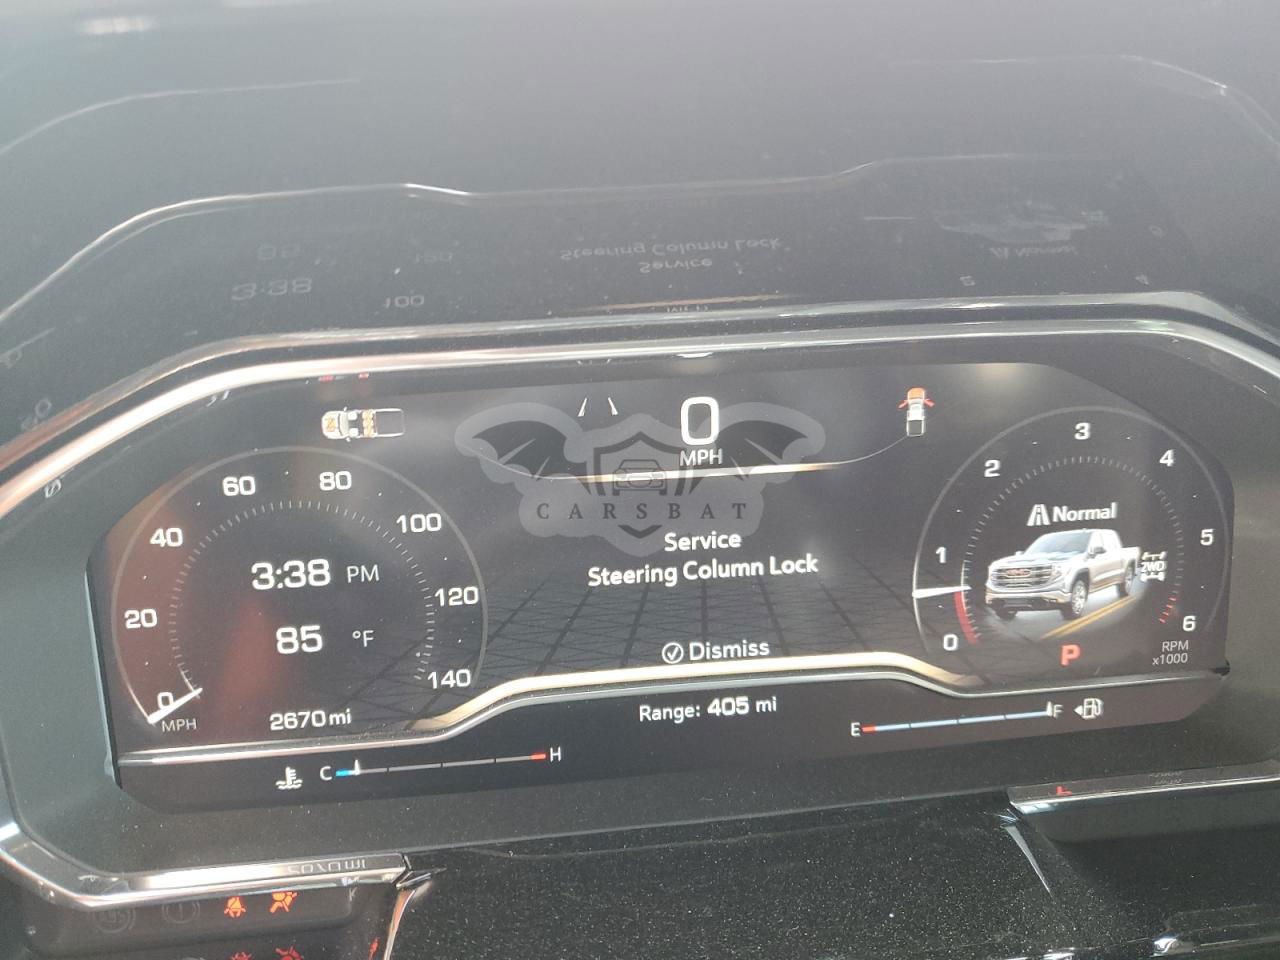 0
MPH
CARSBAT
Service
Steering Column Lock
Dismiss
0
20
40
60
80
100
120
140
MPH
3:38 PM
85 °F
2670 mi
0
1
2
3
4
5
6
RPM
x1000
Normal
GMC
2WD
P
Range: 405 mi
C H
E F